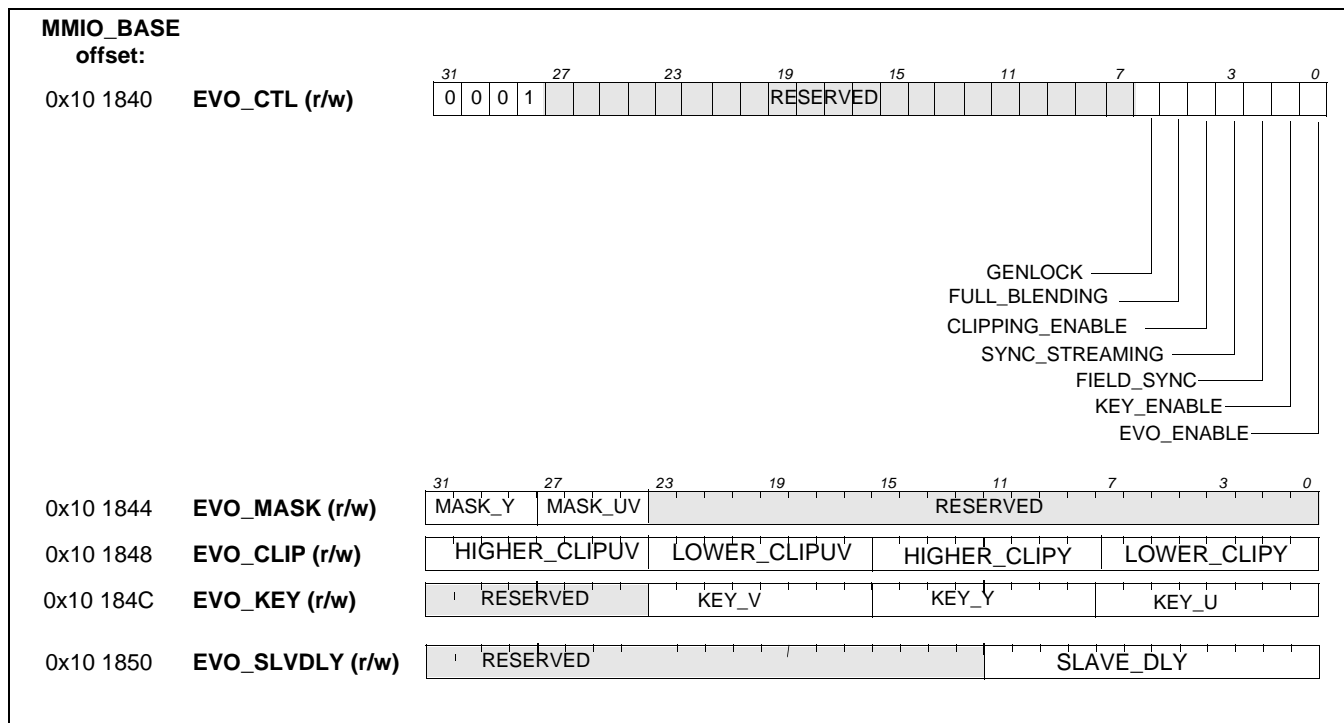 MMIO_BASE
offset:
31 27 23 19 15 11 7 3 0
0x10 1840 EVO_CTL (r/w) 0 0 0 1 RESERVED
GENLOCK
FULL_BLENDING
CLIPPING_ENABLE
SYNC_STREAMING
FIELD_SYNC
KEY_ENABLE
EVO_ENABLE
31 27 23 19 15 11 7 3 0
0x10 1844 EVO_MASK (r/w) MASK_Y MASK_UV RESERVED
0x10 1848 EVO_CLIP (r/w) HIGHER_CLIPUV LOWER_CLIPUV HIGHER_CLIPY LOWER_CLIPY
0x10 184C EVO_KEY (r/w) RESERVED KEY_V KEY_Y KEY_U
0x10 1850 EVO_SLVDLY (r/w) RESERVED SLAVE_DLY